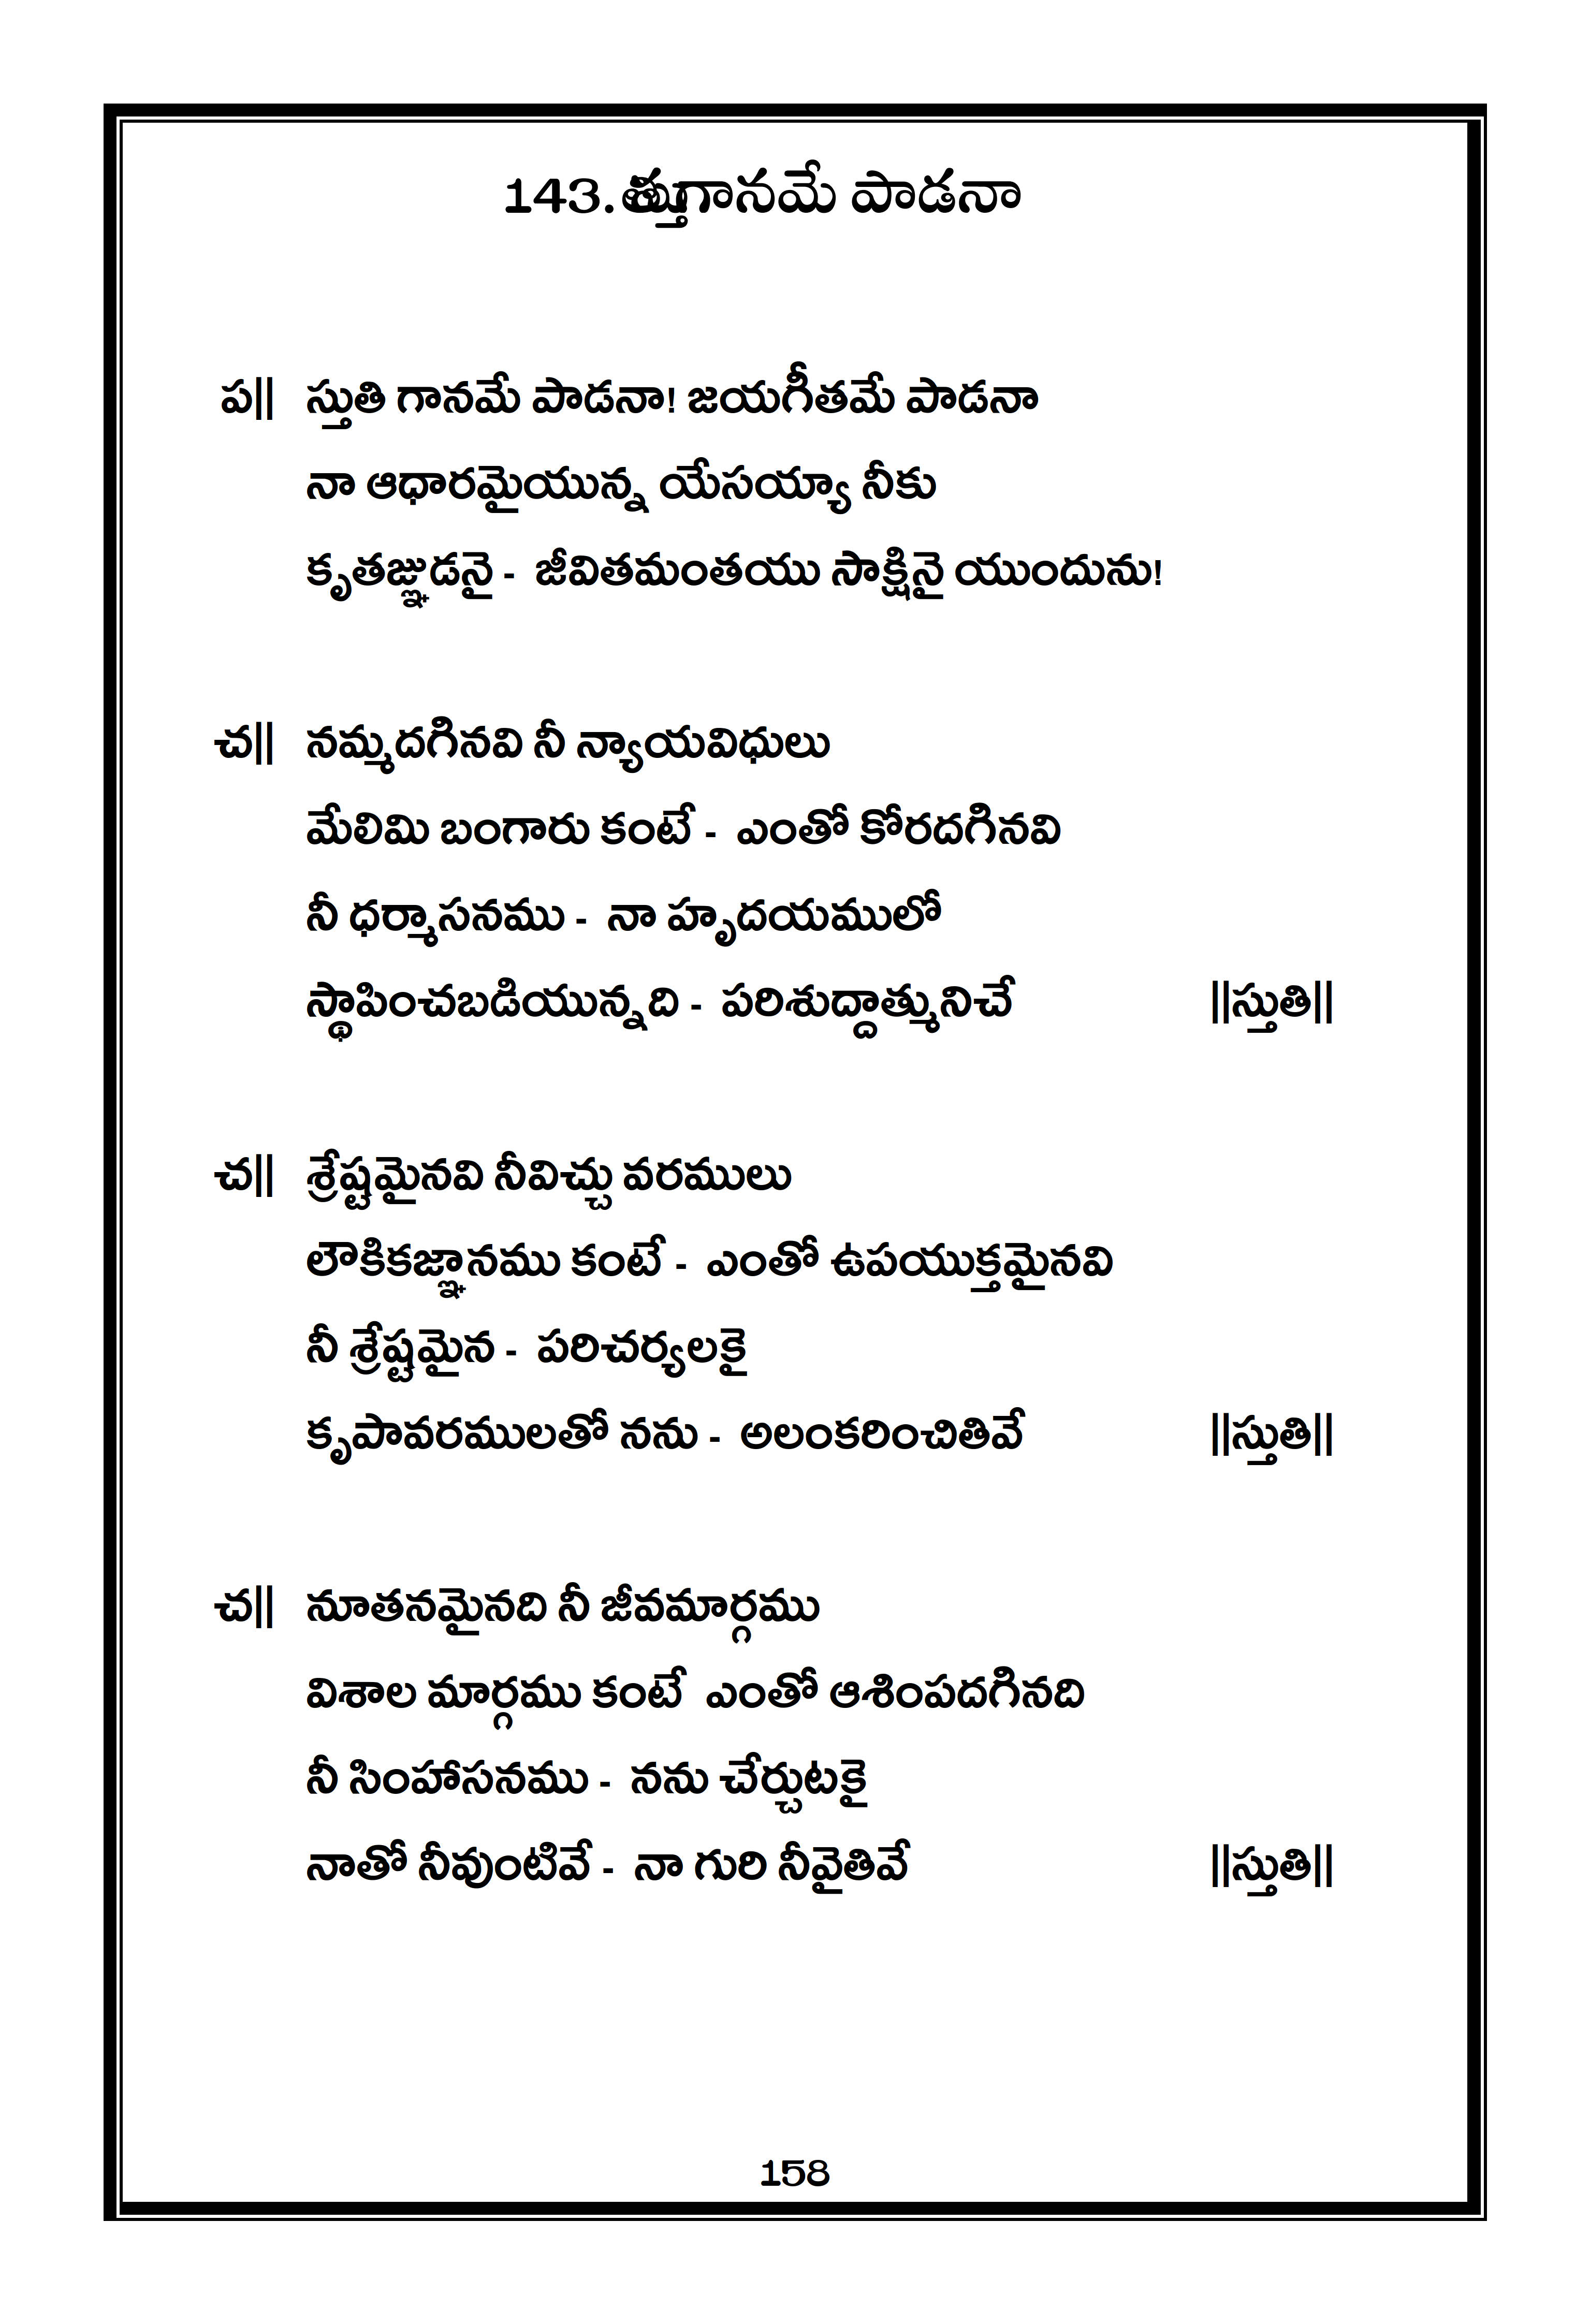 143. స్తుతిగానమే పాడనా
ప|| స్తుతి గానమే పాడనా! జయగీతమే పాడనా
నా ఆధారమైయున్న యేసయ్యా నీకు
కృతజ్ఞుడనై - జీవితమంతయు సాక్షినై యుందును!
చ|| నమ్మదగినవి నీ న్యాయవిధులు
మేలిమి బంగారు కంటే - ఎంతో కోరదగినవి
నీ ధర్మాసనము - నా హృదయములో
స్థాపించబడియున్నది - పరిశుద్దాత్మునిచే ||స్తుతి||
చ|| శ్రేష్టమైనవి నీవిచ్చు వరములు
లౌకికజ్ఞానము కంటే - ఎంతో ఉపయుక్తమైనవి
నీ శ్రేష్టమైన - పరిచర్యలకై
కృపావరములతో నను - అలంకరించితివే ||స్తుతి||
చ|| నూతనమైనది నీ జీవమార్గము
విశాల మార్గము కంటే ఎంతో ఆశింపదగినది
నీ సింహాసనము - నను చేర్చుటకై
నాతో నీవుంటివే - నా గురి నీవైతివే ||స్తుతి||
158